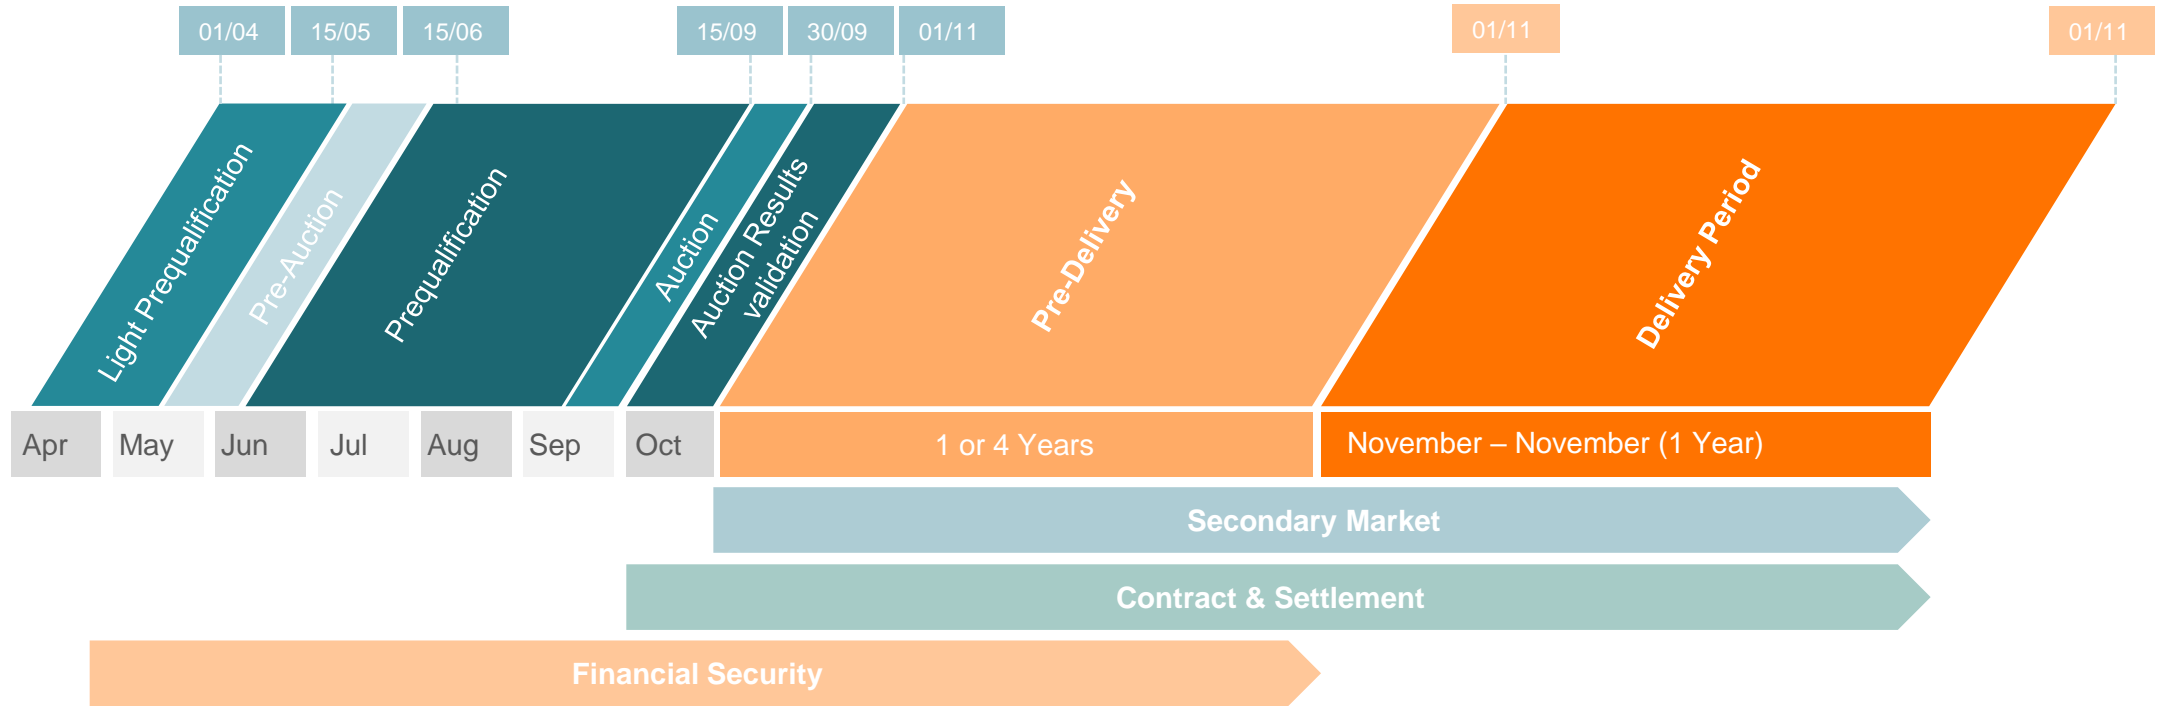 01/04
15/05
15/06
15/09
30/09
01/11
01/11
01/11
Light Prequalification
Pre-Auction
Prequalification
Auction
Auction Results
validation
Pre-Delivery
Delivery Period
Apr
May
Jun
Jul
Aug
Sep
Oct
1 or 4 Years
November – November (1 Year)
Secondary Market
Contract & Settlement
Financial Security